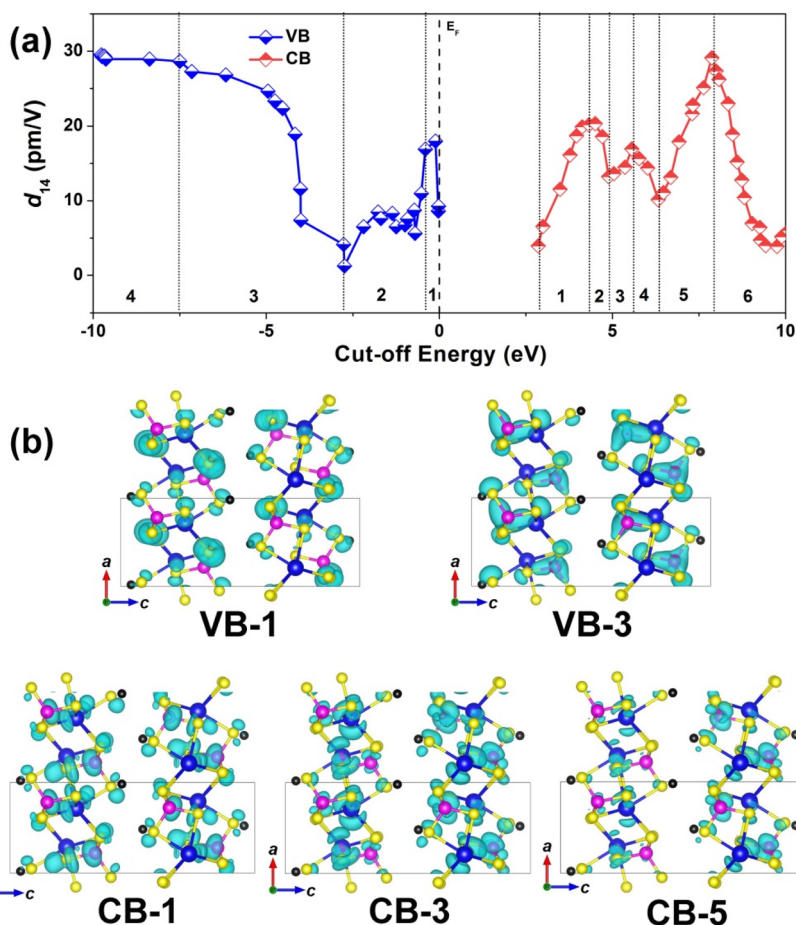 (a)
E_F
VB
CB
30
20
10
0
d14 (pm/V)
4 3 2 1 1 2 3 4 5 6
-10 -5 0 5 10
Cut-off Energy (eV)
(b)
a c a c
VB-1 VB-3
a a
c c c
CB-1 CB-3 CB-5